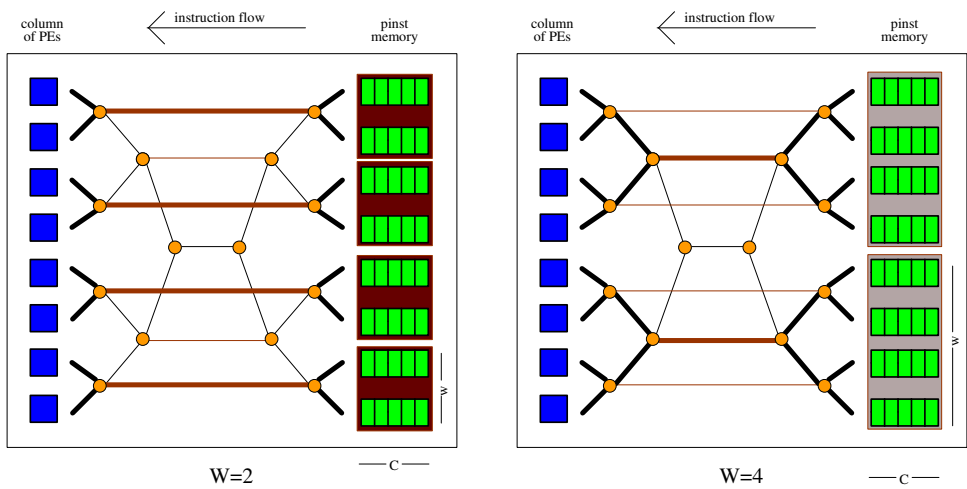 column
of PEs
instruction flow
pinst
memory
W
C
W=2
column
of PEs
instruction flow
pinst
memory
W
C
W=4